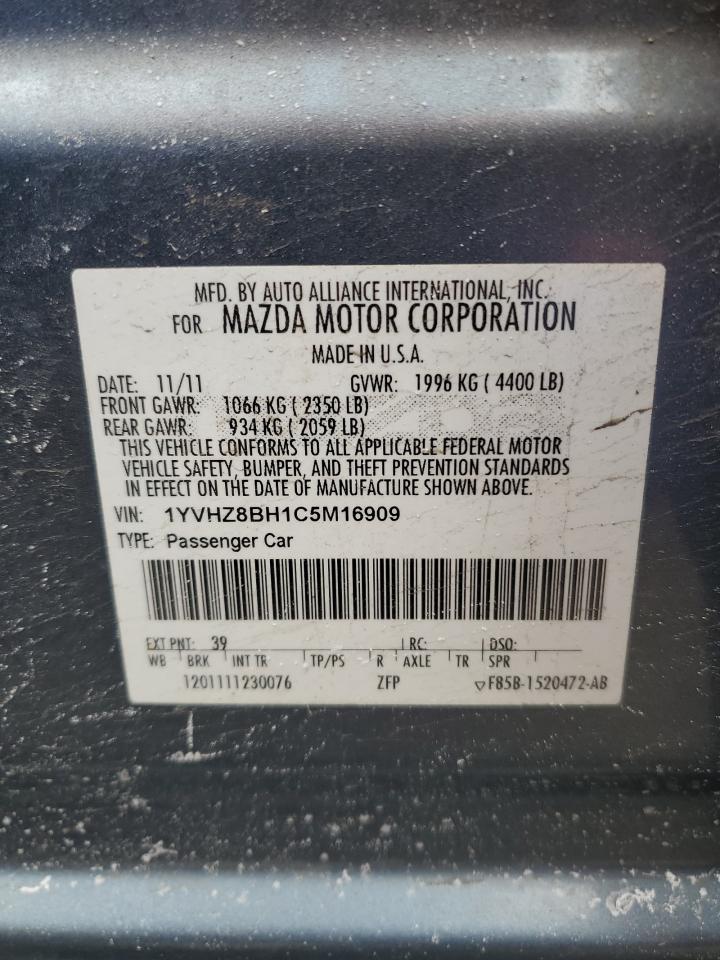 MFD. BY AUTO ALLIANCE INTERNATIONAL, INC.
FOR MAZDA MOTOR CORPORATION
MADE IN U.S.A.
DATE: 11/11 GVWR: 1996 KG ( 4400 LB)
FRONT GAWR: 1066 KG ( 2350 LB)
REAR GAWR: 934 KG ( 2059 LB)
THIS VEHICLE CONFORMS TO ALL APPLICABLE FEDERAL MOTOR
VEHICLE SAFETY, BUMPER, AND THEFT PREVENTION STANDARDS
IN EFFECT ON THE DATE OF MANUFACTURE SHOWN ABOVE.
VIN: 1YVHZ8BH1C5M16909
TYPE: Passenger Car
EXT PNT: 39 RC: DSO:
WB BRK INT TR TP/PS R AXLE TR SPR
1201111230076 ZFP F85B-1520472-AB